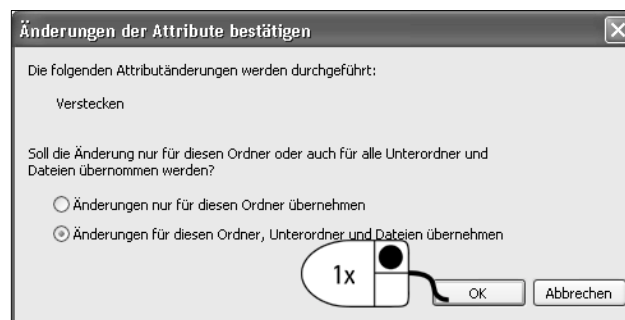 Änderungen der Attribute bestätigen
Die folgenden Attributänderungen werden durchgeführt:
Verstecken
Soll die Änderung nur für diesen Ordner oder auch für alle Unterordner und
Dateien übernommen werden?
Änderungen nur für diesen Ordner übernehmen
Änderungen für diesen Ordner, Unterordner und Dateien übernehmen
1x
OK
Abbrechen